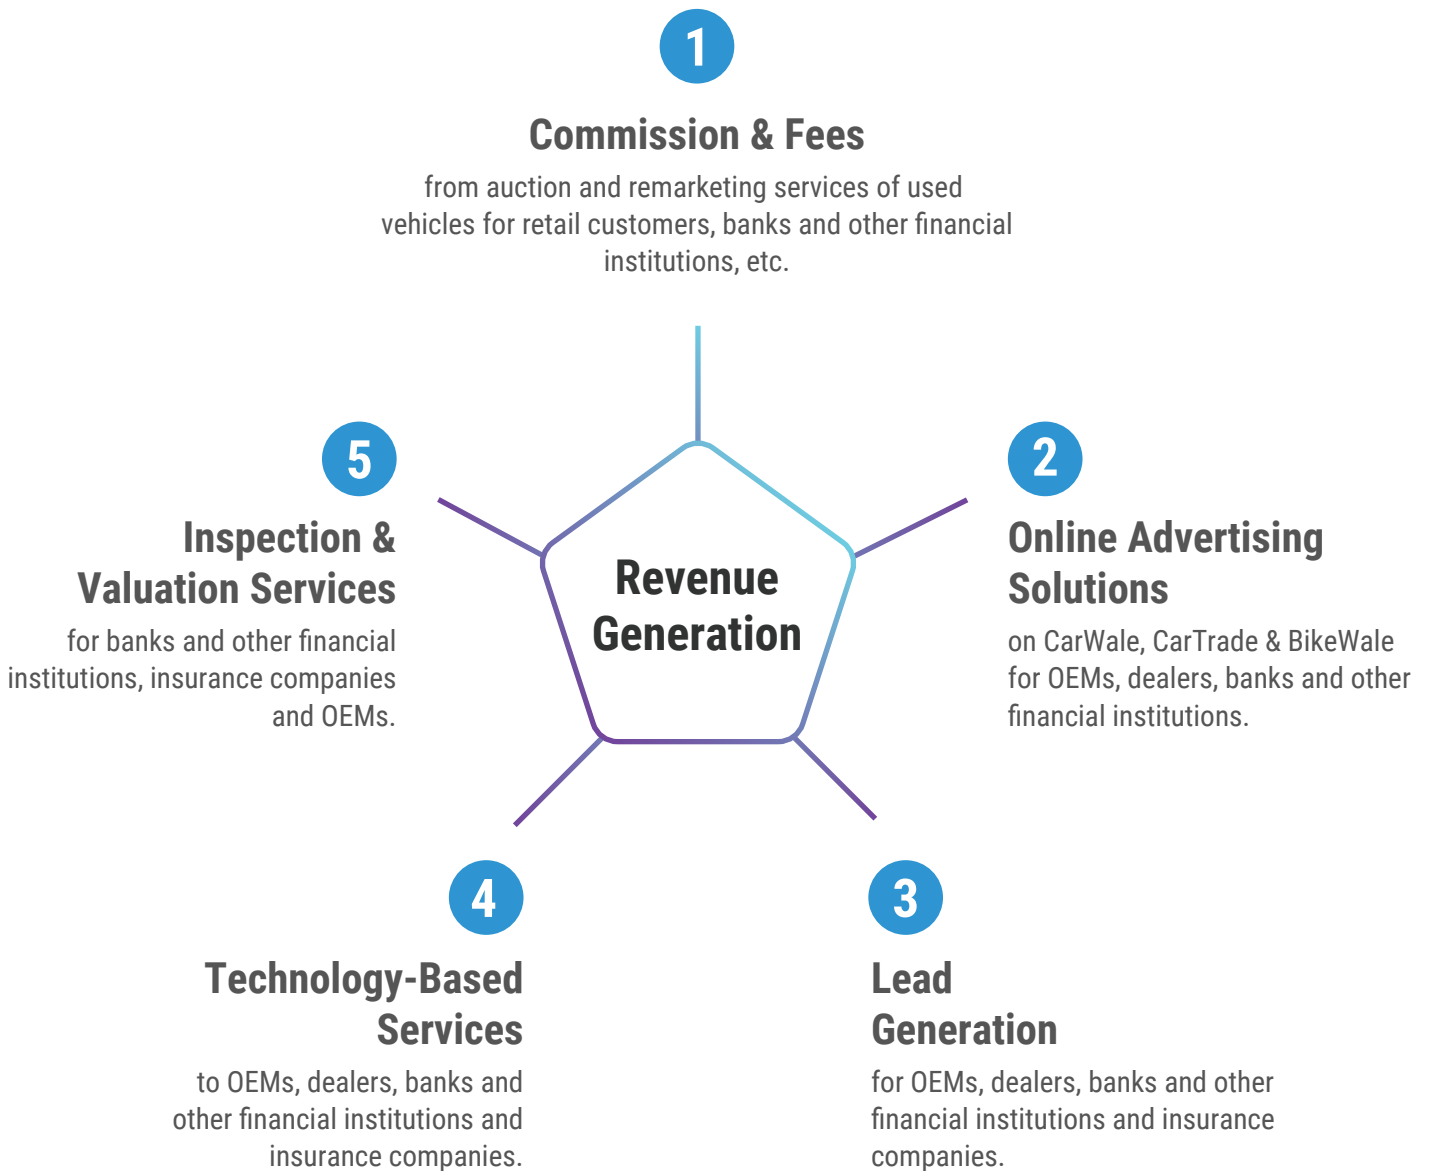 1
Commission & Fees
from auction and remarketing services of used
vehicles for retail customers, banks and other financial
institutions, etc.
2
Online Advertising
Solutions
on CarWale, CarTrade & BikeWale
for OEMs, dealers, banks and other
financial institutions.
3
Lead
Generation
for OEMs, dealers, banks and other
financial institutions and insurance
companies.
4
Technology-Based
Services
to OEMs, dealers, banks and
other financial institutions and
insurance companies.
5
Inspection &
Valuation Services
for banks and other financial
institutions, insurance companies
and OEMs.
Revenue
Generation